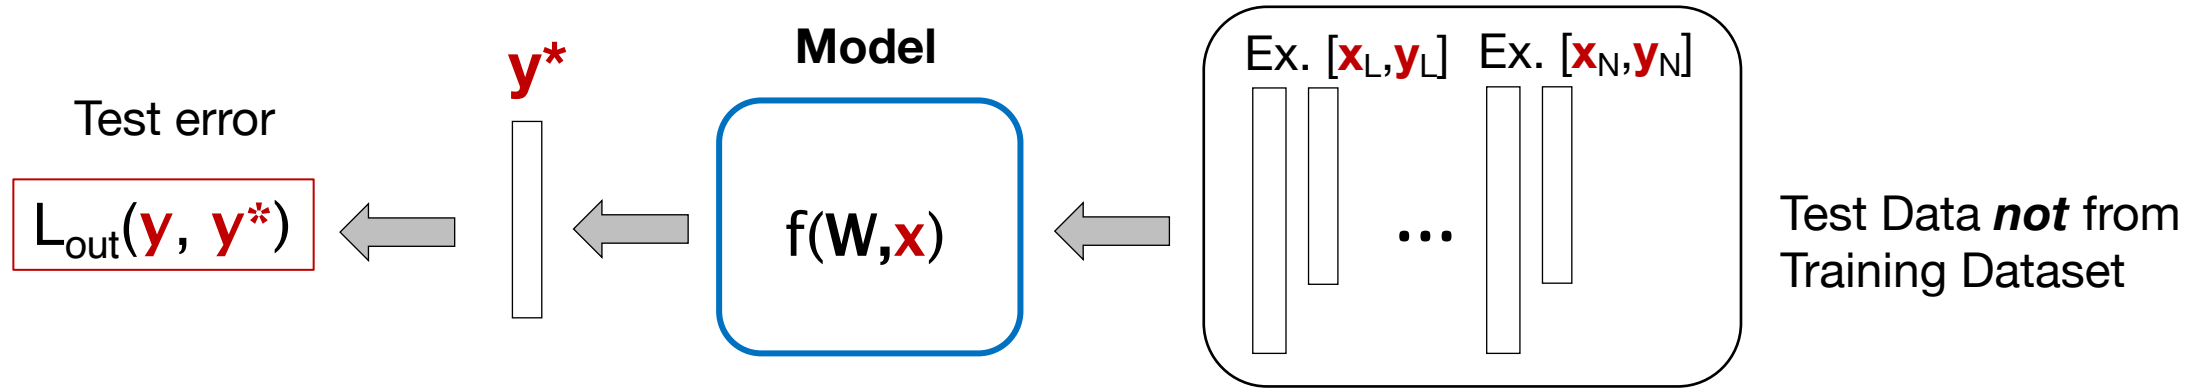 Test error
L_out(y, y*)
y*
Model
f(W,x)
Ex. [x_L,y_L] Ex. [x_N,y_N]
...
Test Data not from
Training Dataset